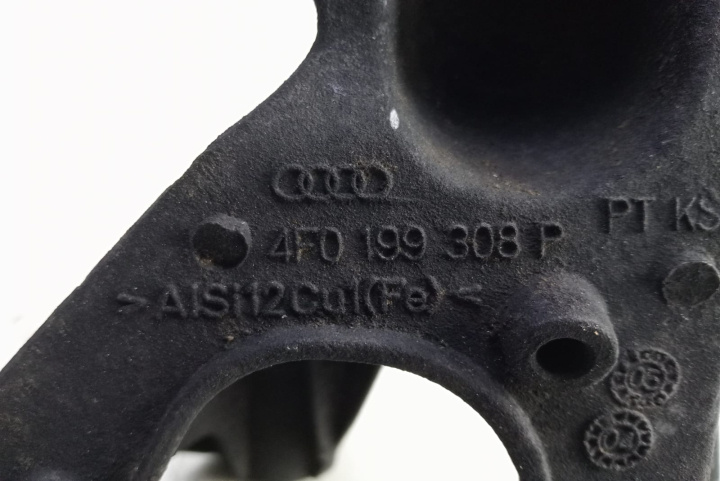 PT KS
4F0 199 308 P
>AlSi12Cu1(Fe)<